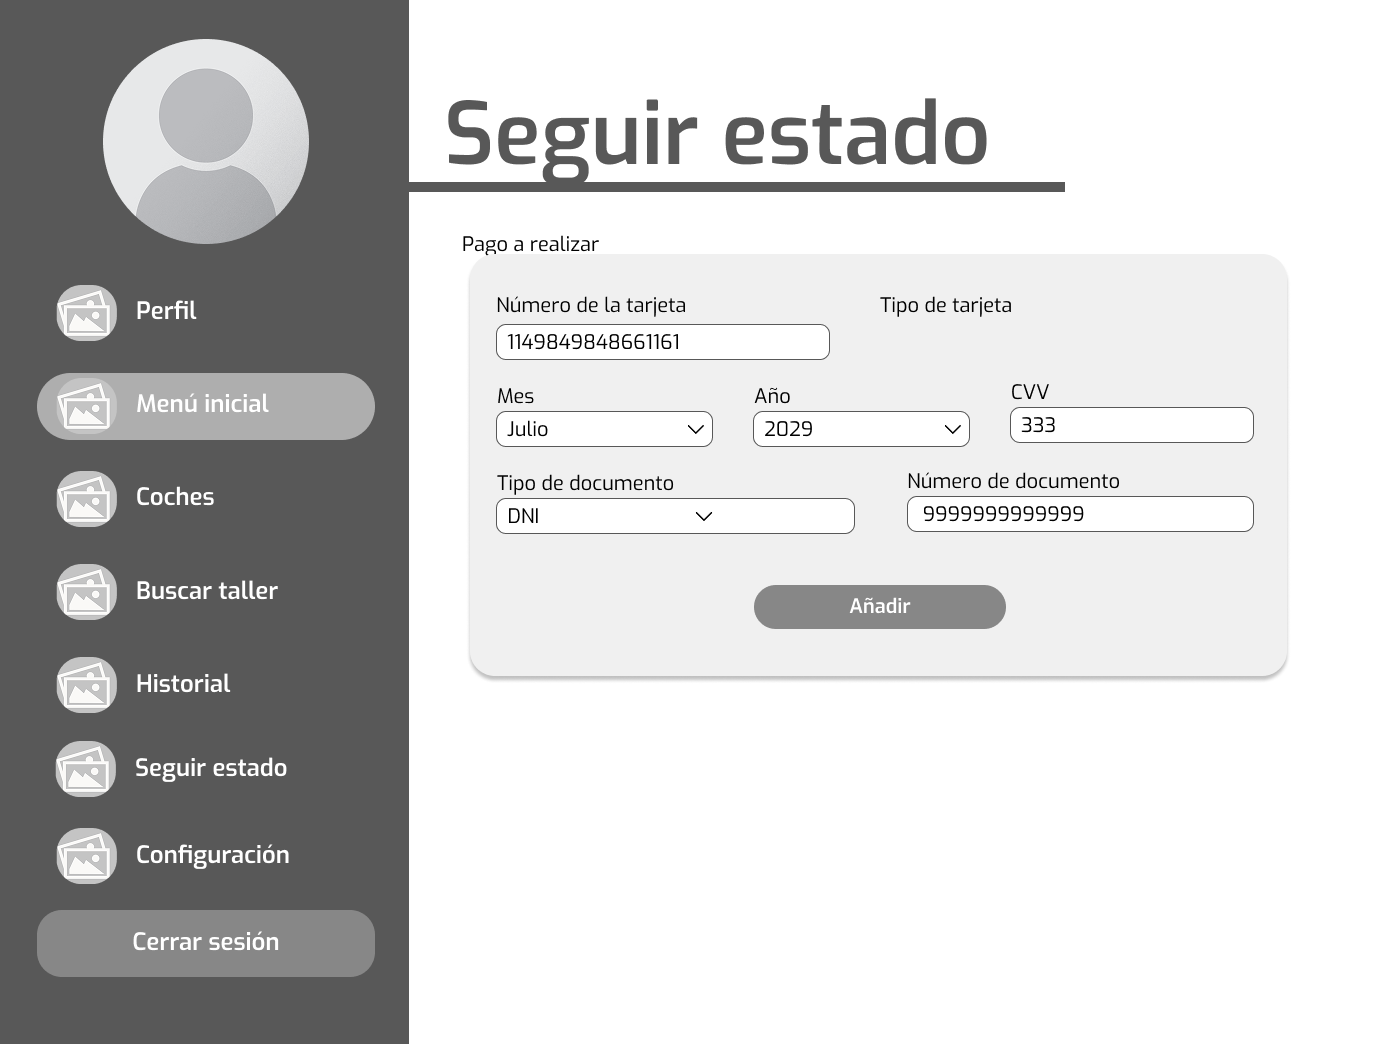 Perfil
Menú inicial
Coches
Buscar taller
Historial
Seguir estado
Configuración
Cerrar sesión
Seguir estado
Pago a realizar
Número de la tarjeta
Tipo de tarjeta
1149849848661161
Mes
Año
CVV
Julio
2029
333
Tipo de documento
Número de documento
DNI
9999999999999
Añadir